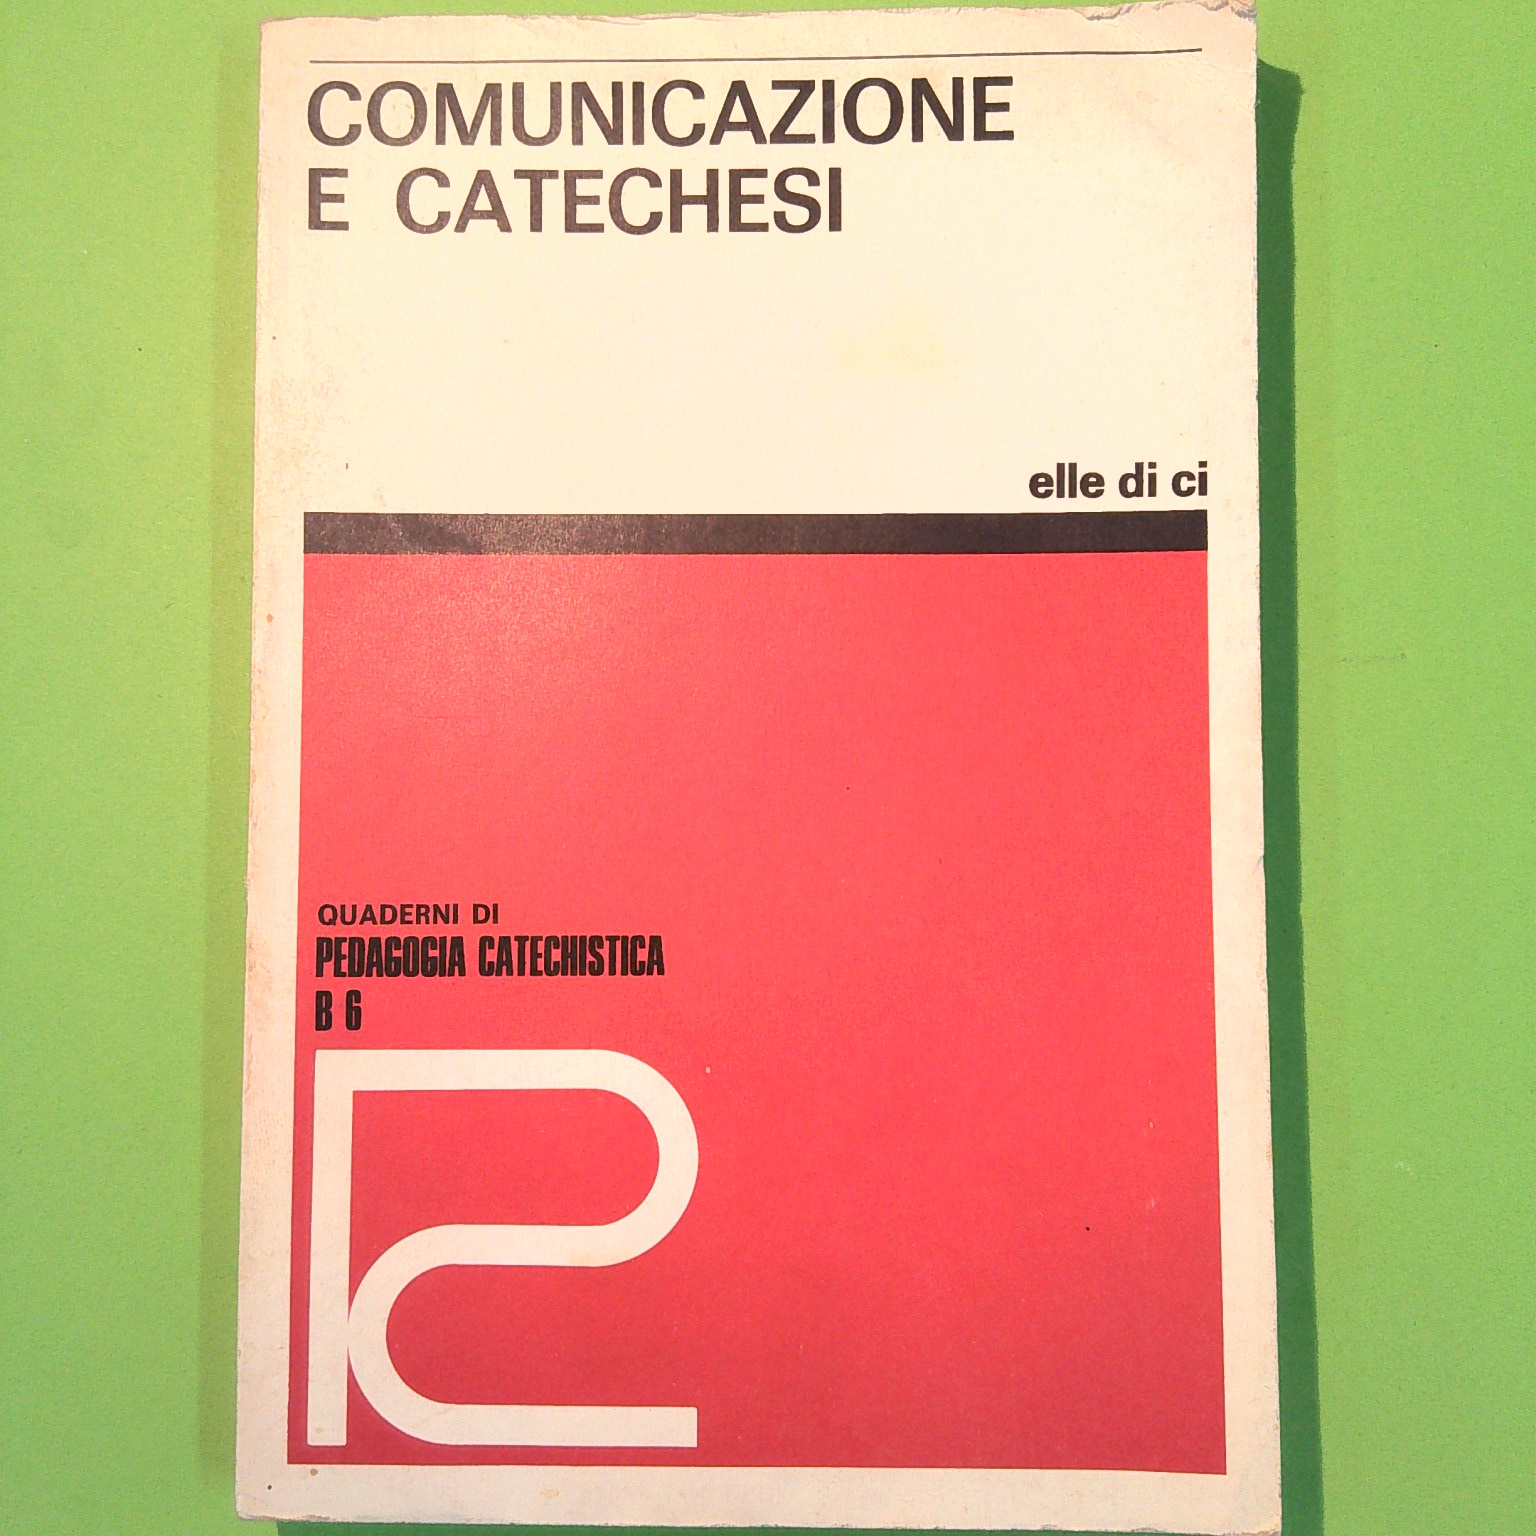 COMUNICAZIONE
E CATECHESI
elle di ci
QUADERNI DI
PEDAGOGIA CATECHISTICA
B 6